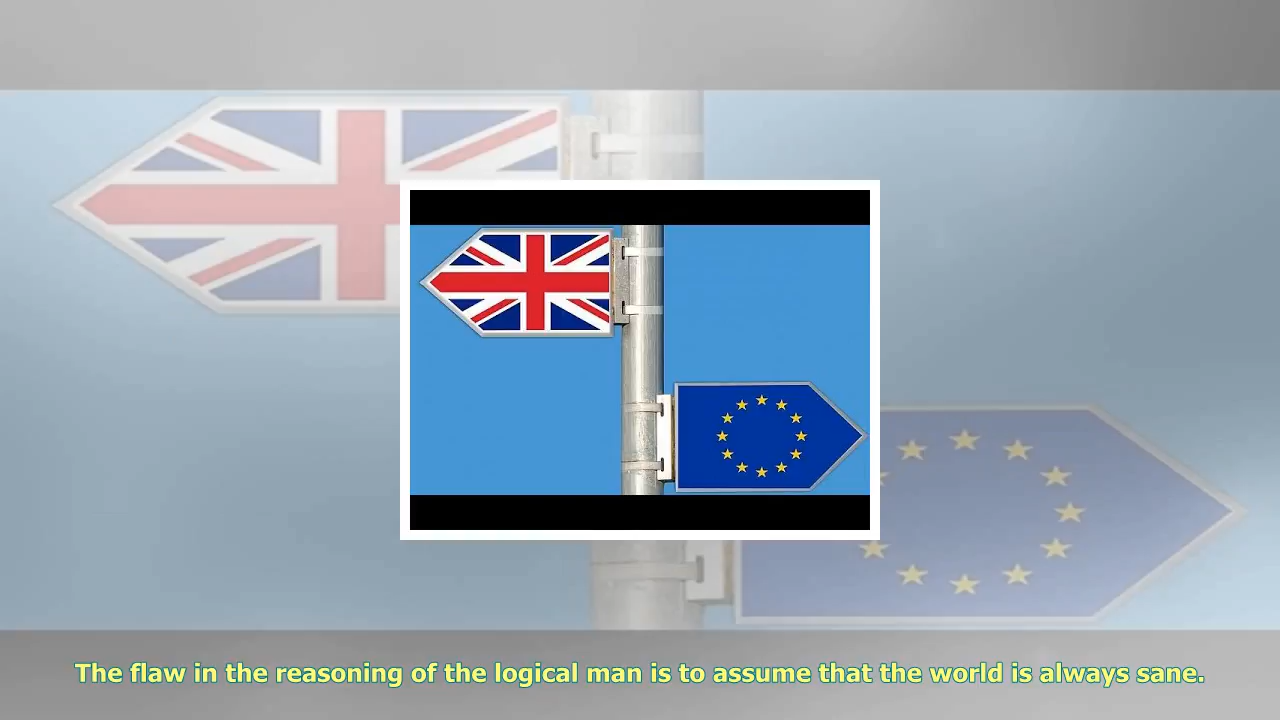 The flaw in the reasoning of the logical man is to assume that the world is always sane.